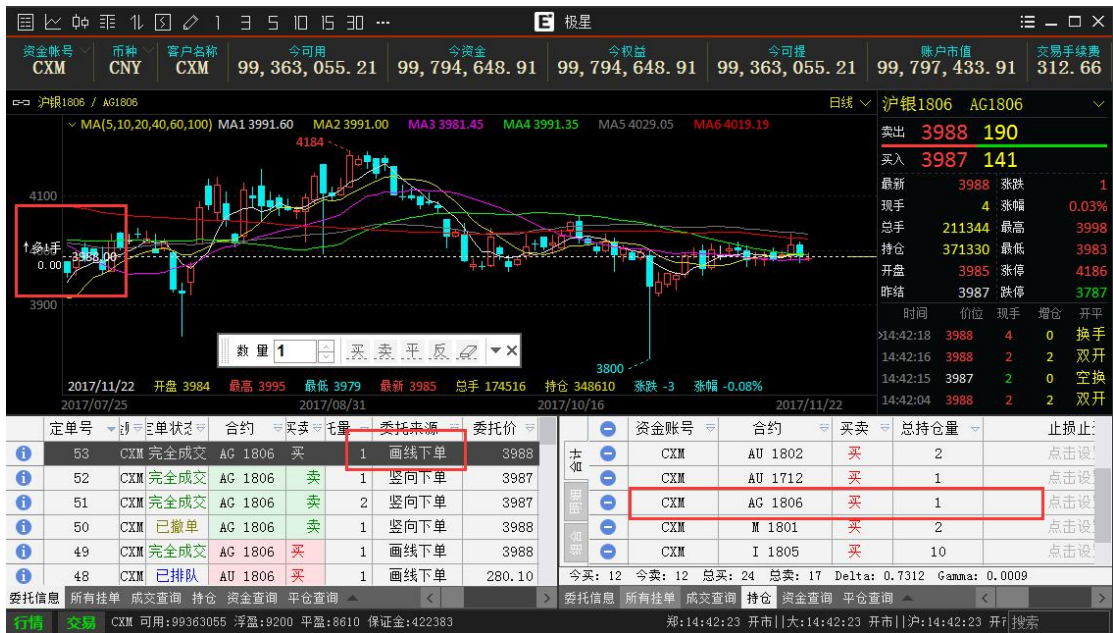 1 3 5 10 15 30 ... E 极星
资金帐号 币种 客户名称 今可用 今资金 今权益 今可提 账户市值 交易手续费
CXM CNY CXM 99,363,055.21 99,794,648.91 99,794,648.91 99,363,055.21 99,797,433.91 312.66
沪银1806 / AG1806 日线
MA(5,10,20,40,60,100) MA1 3991.60 MA2 3991.00 MA3 3981.45 MA4 3991.35 MA5 4029.05 MA6 4019.19
4184
4100
3988.00
0.00
3900
3800
数量 1 买 卖 平 反
2017/11/22 开盘 3984 最高 3995 最低 3979 最新 3985 总手 174516 持仓 348610 涨跌 -3 涨幅 -0.08%
2017/07/25 2017/08/31 2017/10/16 2017/11/22
沪银1806 AG1806
卖出 3988 190
买入 3987 141
最新 3988 涨跌 1
现手 4 涨幅 0.03%
总手 211344 最高 3998
持仓 371330 最低 3983
开盘 3985 涨停 4186
昨结 3987 跌停 3787
时间 价位 现手 增仓 开平
14:42:18 3988 4 0 换手
14:42:16 3988 2 2 双开
14:42:15 3987 2 0 空换
14:42:04 3988 2 2 双开
定单号 合约 买卖 委托来源 委托价
53 CXM 完全成交 AG 1806 买 1 画线下单 3988
52 CXM 完全成交 AG 1806 卖 1 竖向下单 3987
51 CXM 完全成交 AG 1806 卖 2 竖向下单 3987
50 CXM 已撤单 AG 1806 卖 1 竖向下单 3988
49 CXM 完全成交 AG 1806 买 1 画线下单 3988
48 CXM 已排队 AU 1806 买 1 画线下单 280.10
委托信息 所有挂单 成交查询 持仓 资金查询 平仓查询
资金账号 合约 买卖 总持仓量 止损止
CXM AU 1802 买 2 点击设
CXM AU 1712 买 1 点击设
CXM AG 1806 买 1 点击设
CXM M 1801 买 2 点击设
CXM I 1805 买 10 点击设
今买: 12 今卖: 12 总买: 24 总卖: 17 Delta: 0.7312 Gamma: 0.0009
委托信息 所有挂单 成交查询 持仓 资金查询 平仓查询
行情 交易 CXM 可用:99363055 浮盈:9200 平盈:8610 保证金:422383 郑:14:42:23 开市||大:14:42:23 开市||沪:14:42:23 开市 搜索